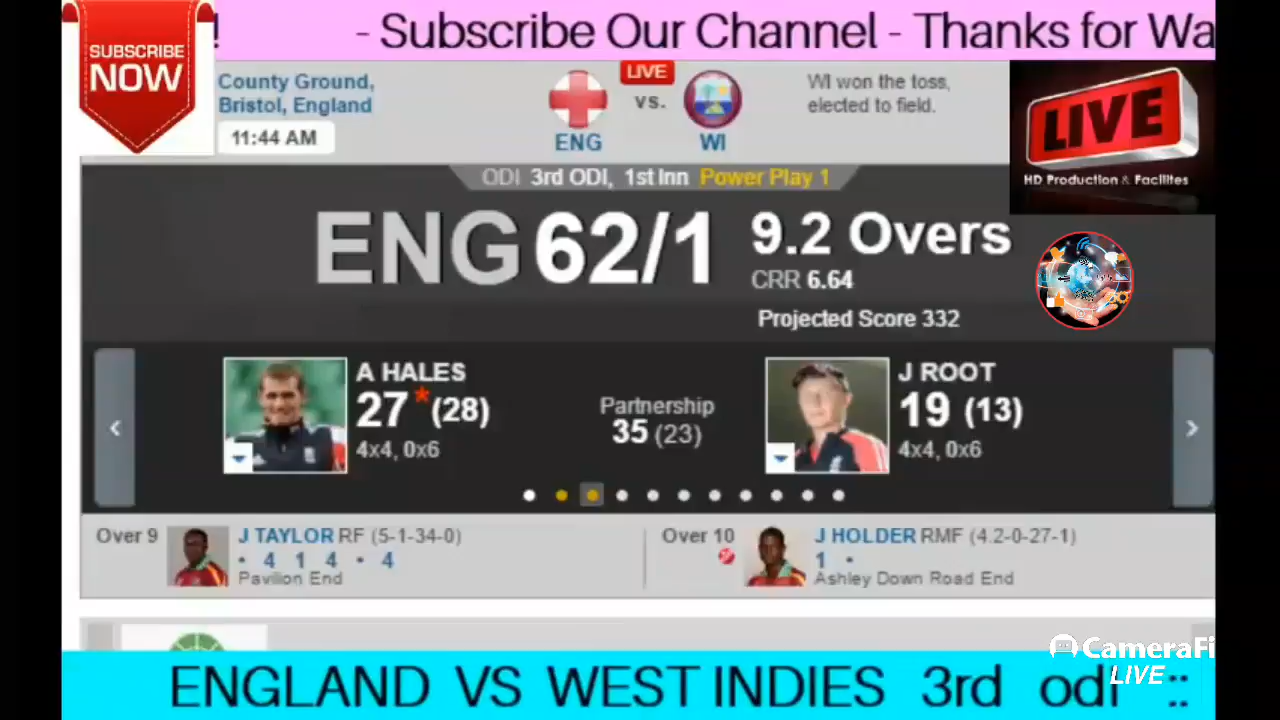 ! - Subscribe Our Channel - Thanks for Wa
SUBSCRIBE
NOW
County Ground,
Bristol, England
11:44 AM
LIVE
vs.
ENG
WI
WI won the toss,
elected to field.
LIVE
HD Production & Facilites
ODI 3rd ODI, 1st Inn Power Play 1
ENG 62/1
9.2 Overs
CRR 6.64
Projected Score 332
A HALES
27*(28)
4x4, 0x6
Partnership
35 (23)
J ROOT
19 (13)
4x4, 0x6
‹
›
Over 9
J TAYLOR RF (5-1-34-0)
• 4 1 4 • 4
Pavilion End
Over 10
J HOLDER RMF (4.2-0-27-1)
1 •
Ashley Down Road End
CameraFi
LIVE
ENGLAND VS WEST INDIES 3rd odI ::